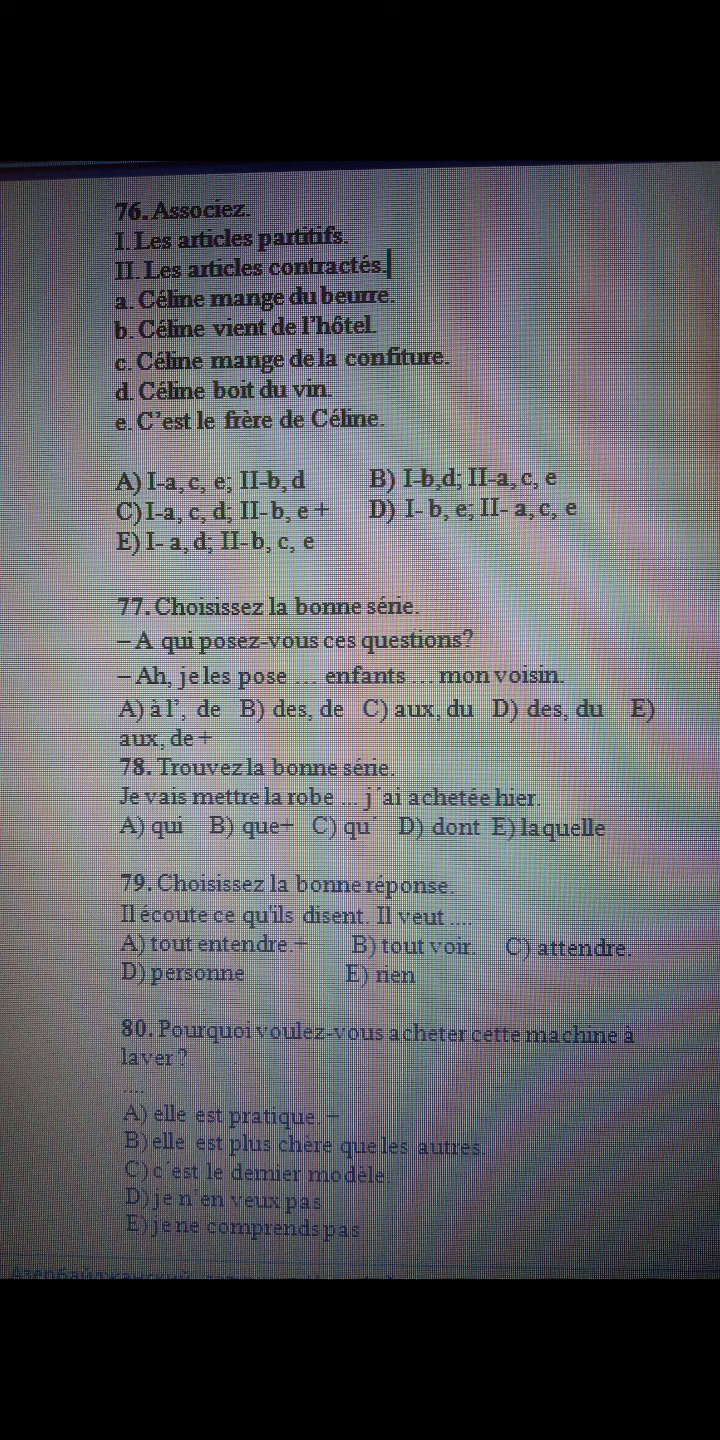 76. Associez.
I. Les articles partitifs.
II. Les articles contractés.
a. Céline mange du beurre.
b. Céline vient de l'hôtel.
c. Céline mange de la confiture.
d. Céline boit du vin.
e. C'est le frère de Céline.
A) I-a, c, e; II-b, d B) I-b,d; II-a, c, e
C) I-a, c, d; II-b, e + D) I- b, e; II- a, c, e
E) I- a, d; II-b, c, e
77. Choisissez la bonne série.
– A qui posez-vous ces questions?
– Ah, je les pose ... enfants ... mon voisin.
A) à l', de B) des, de C) aux, du D) des, du E)
aux, de +
78. Trouvez la bonne série.
Je vais mettre la robe ... j´ai achetée hier.
A) qui B) que+ C) qu´ D) dont E) laquelle
79. Choisissez la bonne réponse.
Il écoute ce qu'ils disent. Il veut ....
A) tout entendre.+ B) tout voir. C) attendre.
D) personne E) rien
80. Pourquoi voulez-vous acheter cette machine à
laver ?
....
A) elle est pratique. –
B) elle est plus chère que les autres.
C) c´est le dernier modèle
D) je n´en veux pas
E) je ne comprends pas